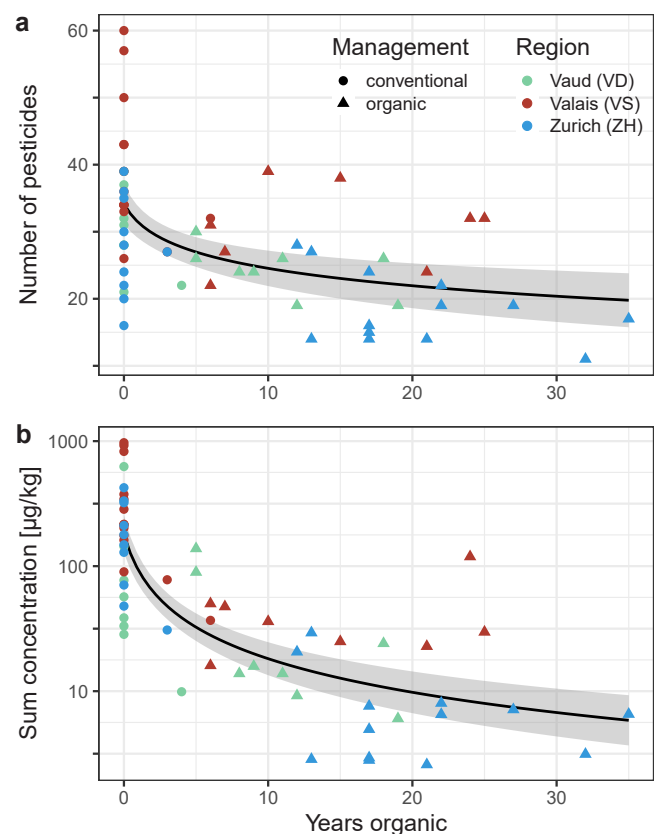 a
Number of pesticides
60
40
20
Management
conventional
organic
Region
Vaud (VD)
Valais (VS)
Zurich (ZH)
0
10
20
30
b
Sum concentration [µg/kg]
1000
100
10
0
10
20
30
Years organic